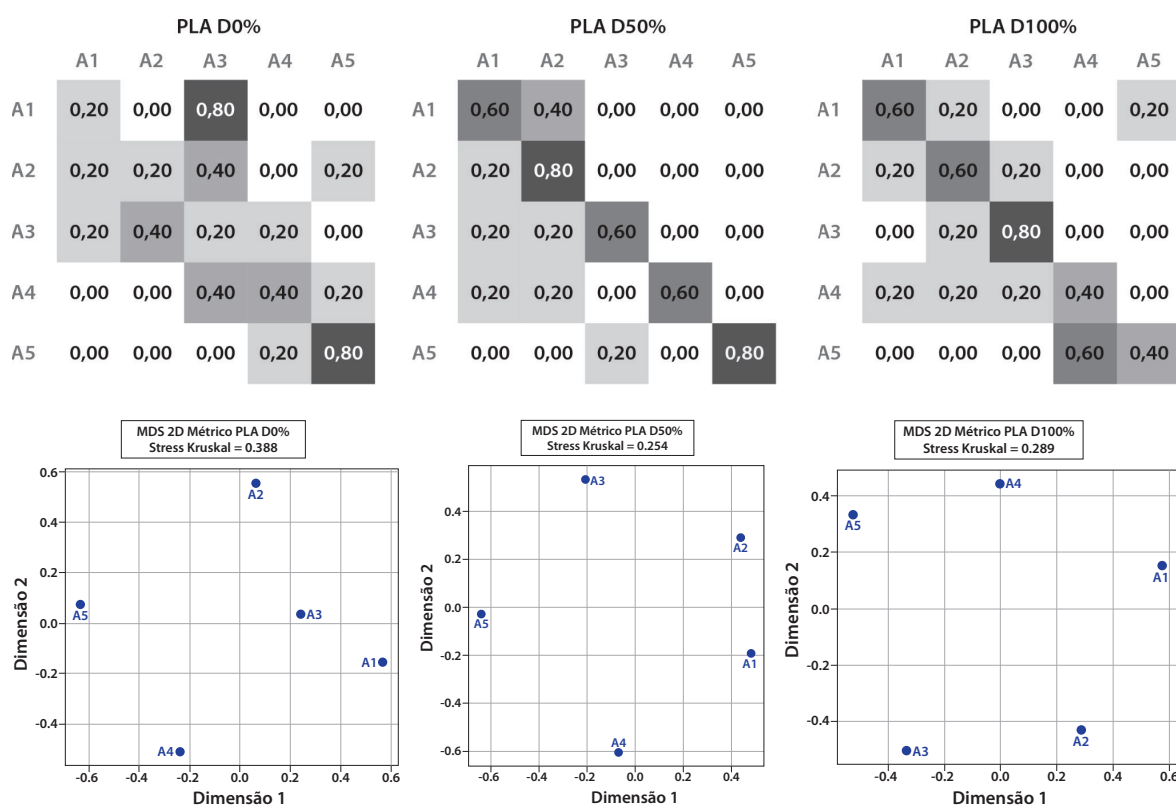 PLA D0%
A1 A2 A3 A4 A5
A1 0,20 0,00 0,80 0,00 0,00
A2 0,20 0,20 0,40 0,00 0,20
A3 0,20 0,40 0,20 0,20 0,00
A4 0,00 0,00 0,40 0,40 0,20
A5 0,00 0,00 0,00 0,20 0,80
PLA D50%
A1 A2 A3 A4 A5
A1 0,60 0,40 0,00 0,00 0,00
A2 0,20 0,80 0,00 0,00 0,00
A3 0,20 0,20 0,60 0,00 0,00
A4 0,20 0,20 0,00 0,60 0,00
A5 0,00 0,00 0,20 0,00 0,80
PLA D100%
A1 A2 A3 A4 A5
A1 0,60 0,20 0,00 0,00 0,20
A2 0,20 0,60 0,20 0,00 0,00
A3 0,00 0,20 0,80 0,00 0,00
A4 0,20 0,20 0,20 0,40 0,00
A5 0,00 0,00 0,00 0,60 0,40
MDS 2D Métrico PLA D0%
Stress Kruskal = 0.388
Dimensão 2
0.6
0.4
0.2
0.0
-0.2
-0.4
A2
A5
A3
A1
A4
-0.6 -0.4 -0.2 0.0 0.2 0.4 0.6
Dimensão 1
MDS 2D Métrico PLA D50%
Stress Kruskal = 0.254
Dimensão 2
0.4
0.2
0.0
-0.2
-0.4
-0.6
A3
A2
A5
A1
A4
-0.6 -0.4 -0.2 0.0 0.2 0.4
Dimensão 1
MDS 2D Métrico PLA D100%
Stress Kruskal = 0.289
Dimensão 2
0.4
0.2
0.0
-0.2
-0.4
A4
A5
A1
A2
A3
-0.4 -0.2 0.0 0.2 0.4 0.6
Dimensão 1